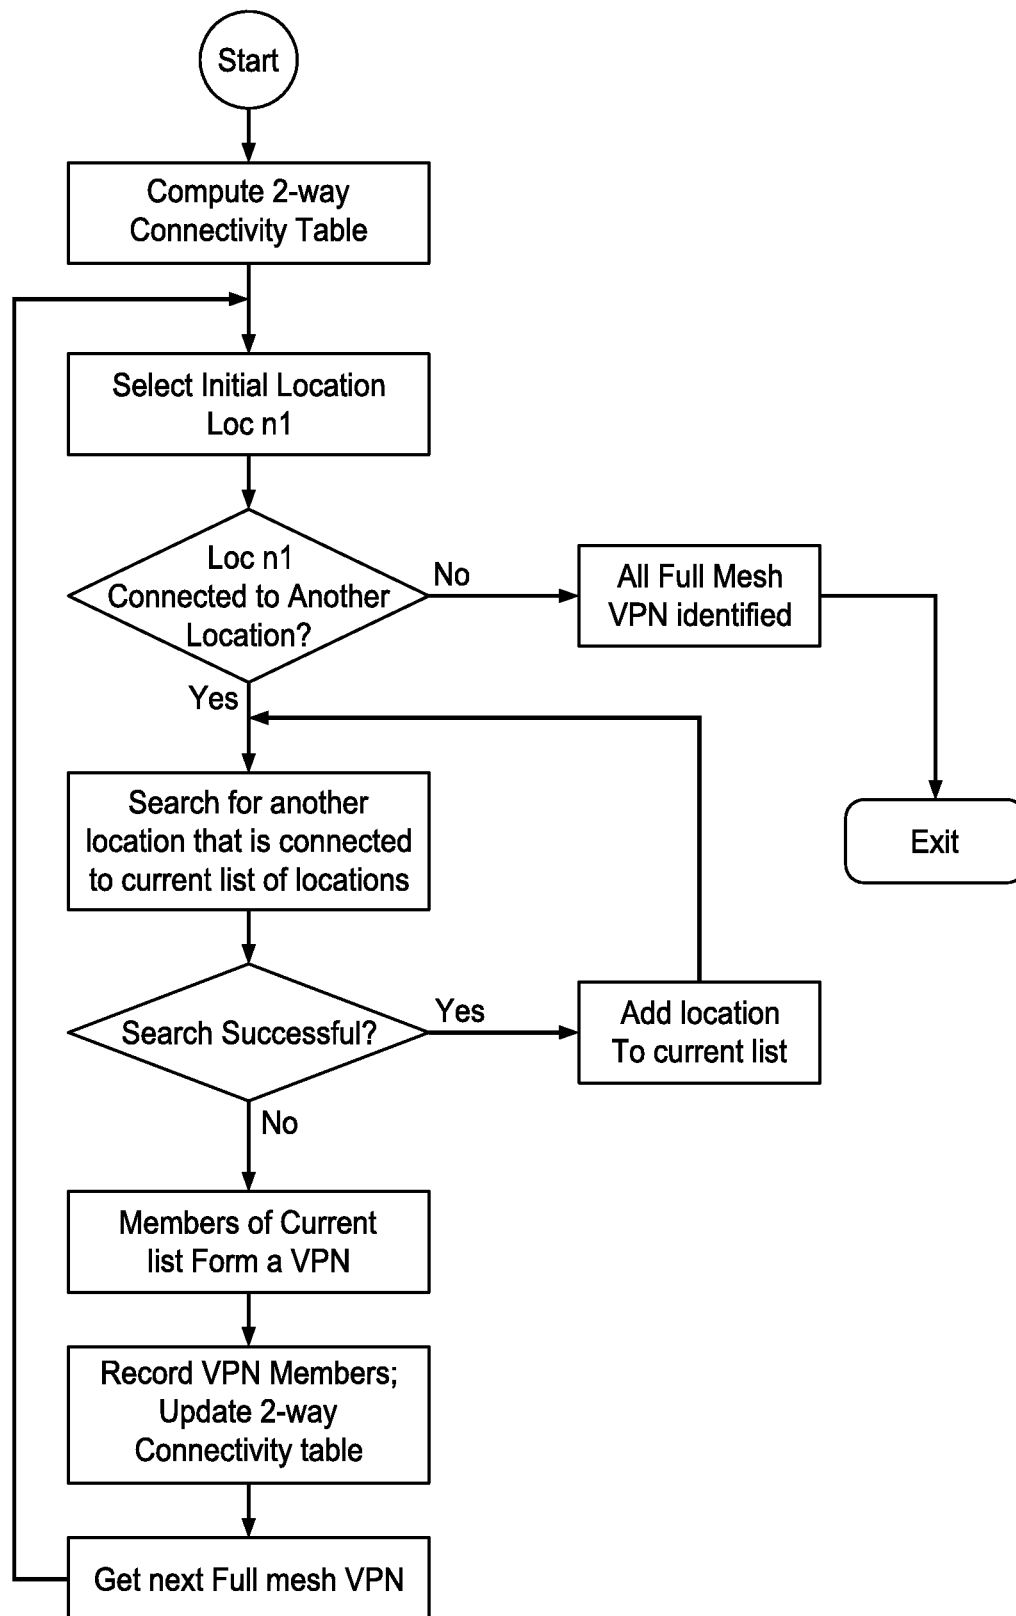 Start
Compute 2-way
Connectivity Table
Select Initial Location
Loc n1
Loc n1
Connected to Another
Location?
No
All Full Mesh
VPN identified
Yes
Search for another
location that is connected
to current list of locations
Exit
Search Successful?
Yes
Add location
To current list
No
Members of Current
list Form a VPN
Record VPN Members;
Update 2-way
Connectivity table
Get next Full mesh VPN